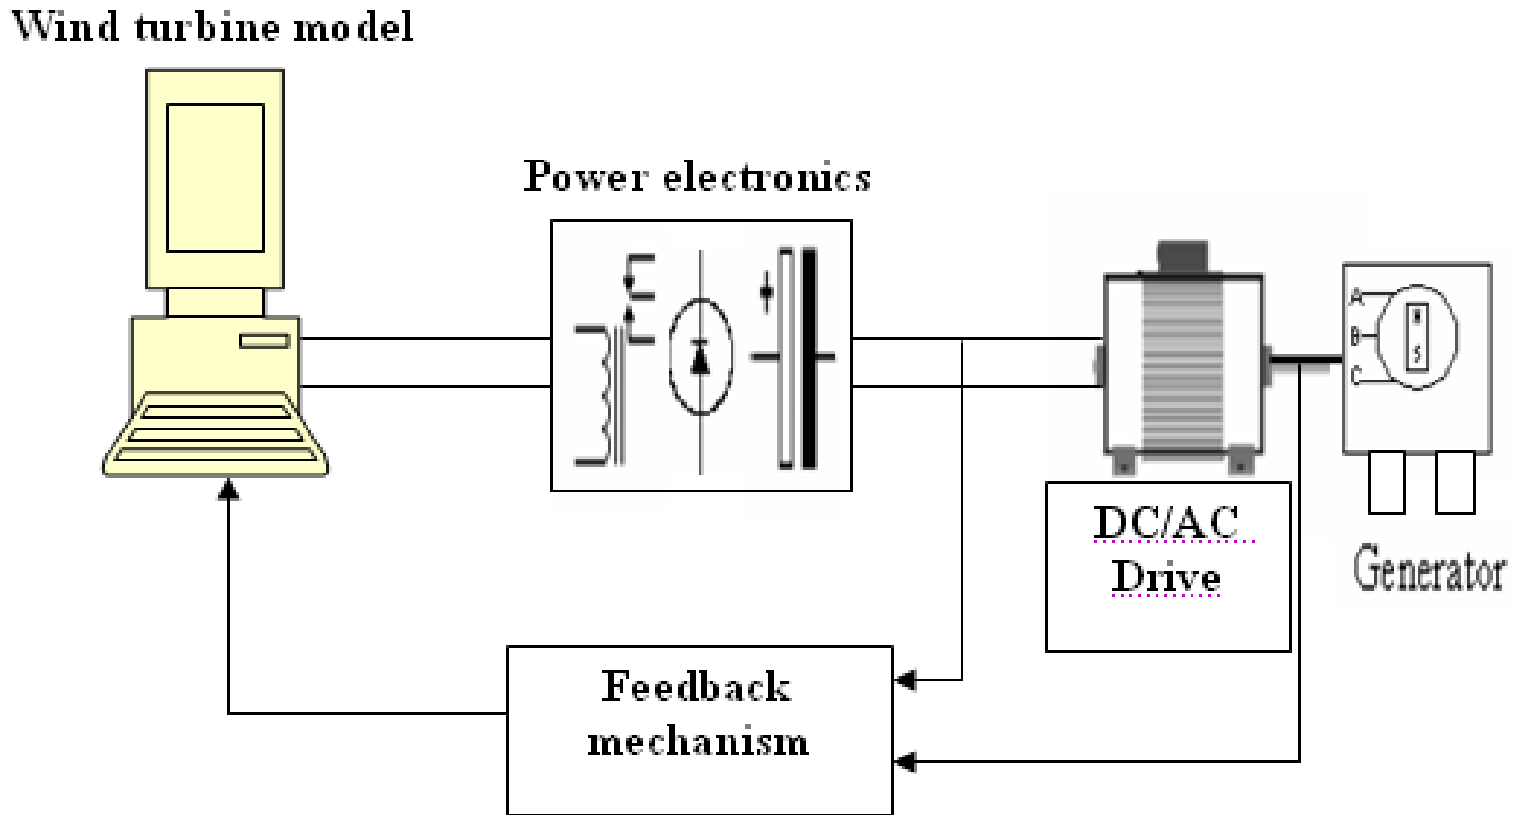 Wind turbine model
Power electronics
A
B
C
N
S
DC/AC
Drive
Generator
Feedback
mechanism